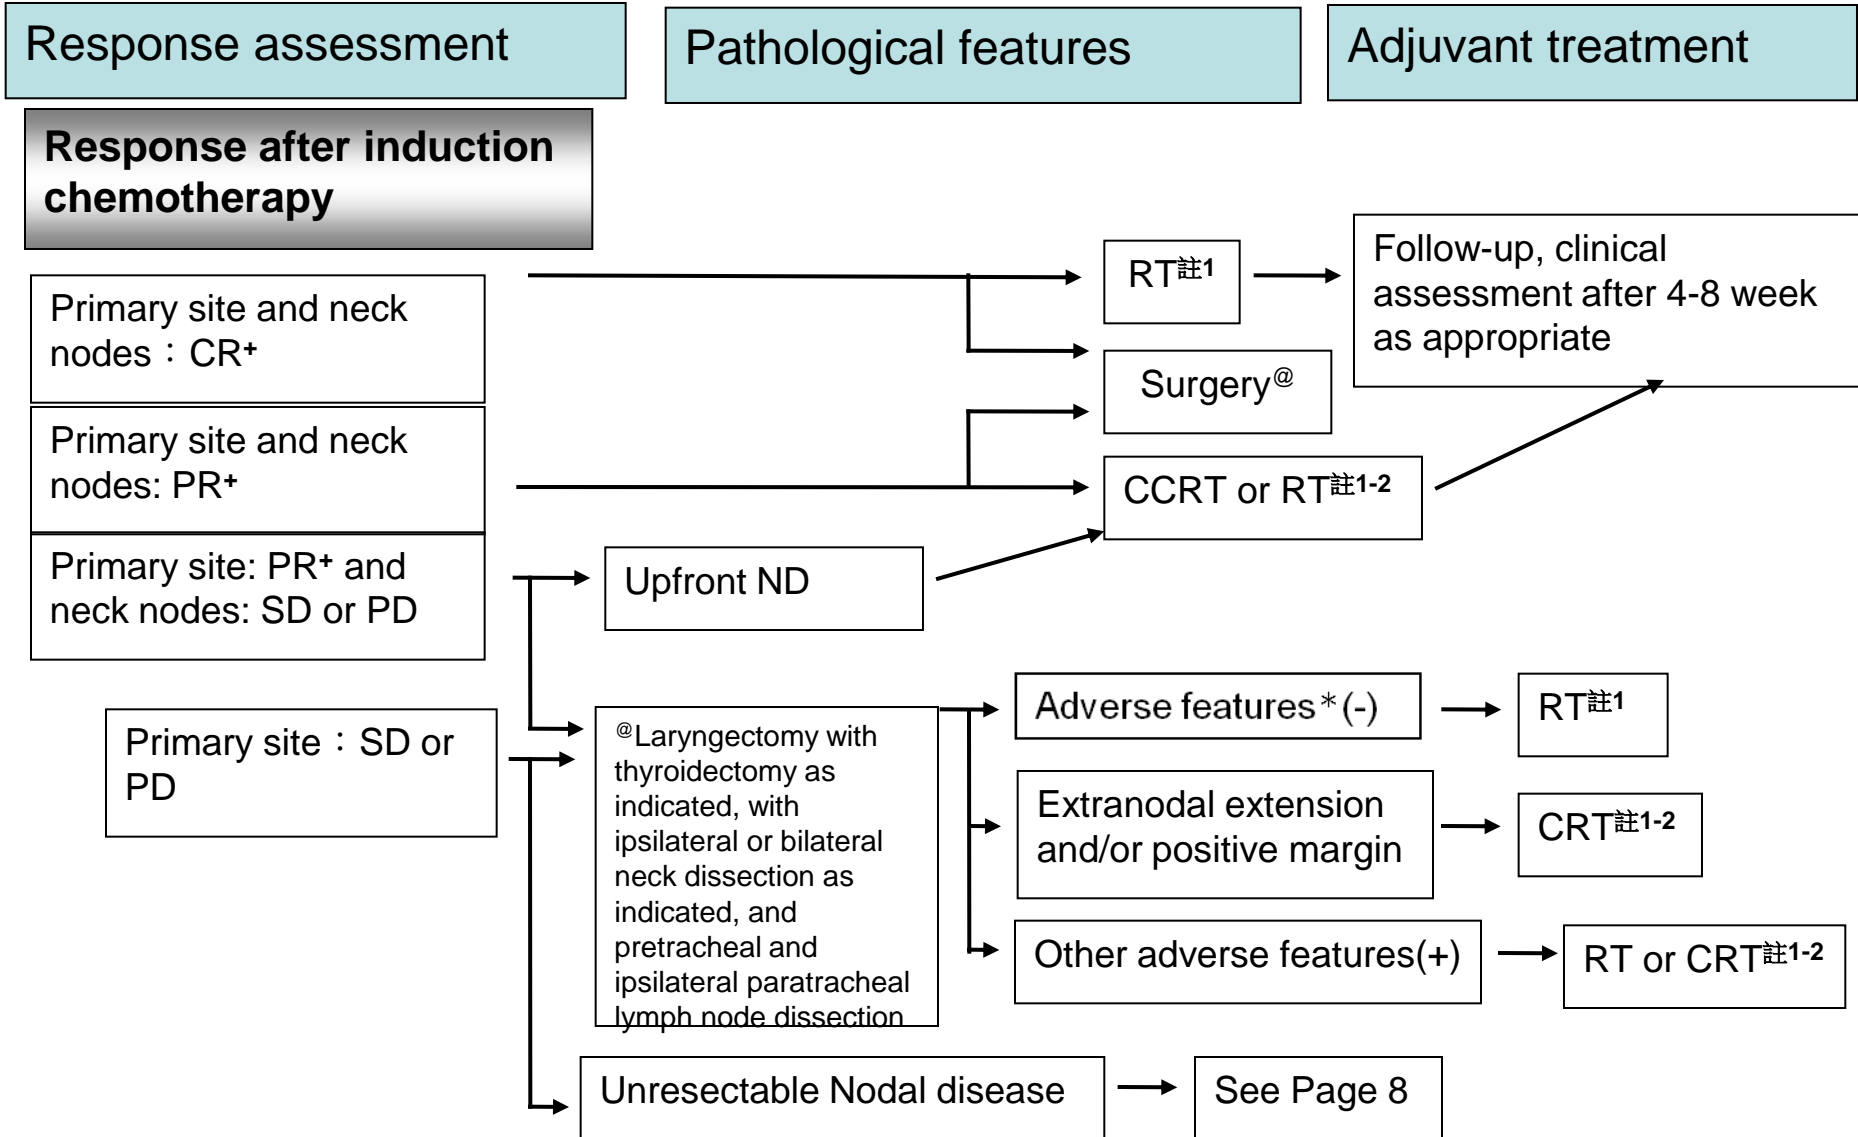 Response assessment
Pathological features
Adjuvant treatment
Response after induction
chemotherapy
Primary site and neck
nodes：CR+
RT註1
Follow-up, clinical
assessment after 4-8 week
as appropriate
Surgery@
Primary site and neck
nodes: PR+
CCRT or RT註1-2
Primary site: PR+ and
neck nodes: SD or PD
Upfront ND
Primary site：SD or
PD
@Laryngectomy with
thyroidectomy as
indicated, with
ipsilateral or bilateral
neck dissection as
indicated, and
pretracheal and
ipsilateral paratracheal
lymph node dissection
Adverse features*(-)
RT註1
Extranodal extension
and/or positive margin
CRT註1-2
Other adverse features(+)
RT or CRT註1-2
Unresectable Nodal disease
See Page 8